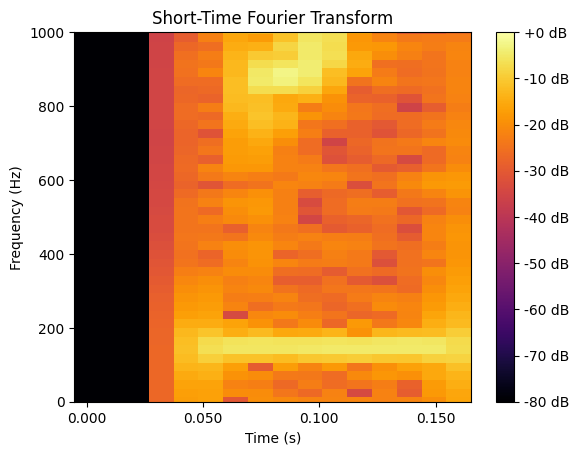 Short-Time Fourier Transform
1000
800
600
400
200
0
Frequency (Hz)
0.000
0.050
0.100
0.150
Time (s)
+0 dB
-10 dB
-20 dB
-30 dB
-40 dB
-50 dB
-60 dB
-70 dB
-80 dB